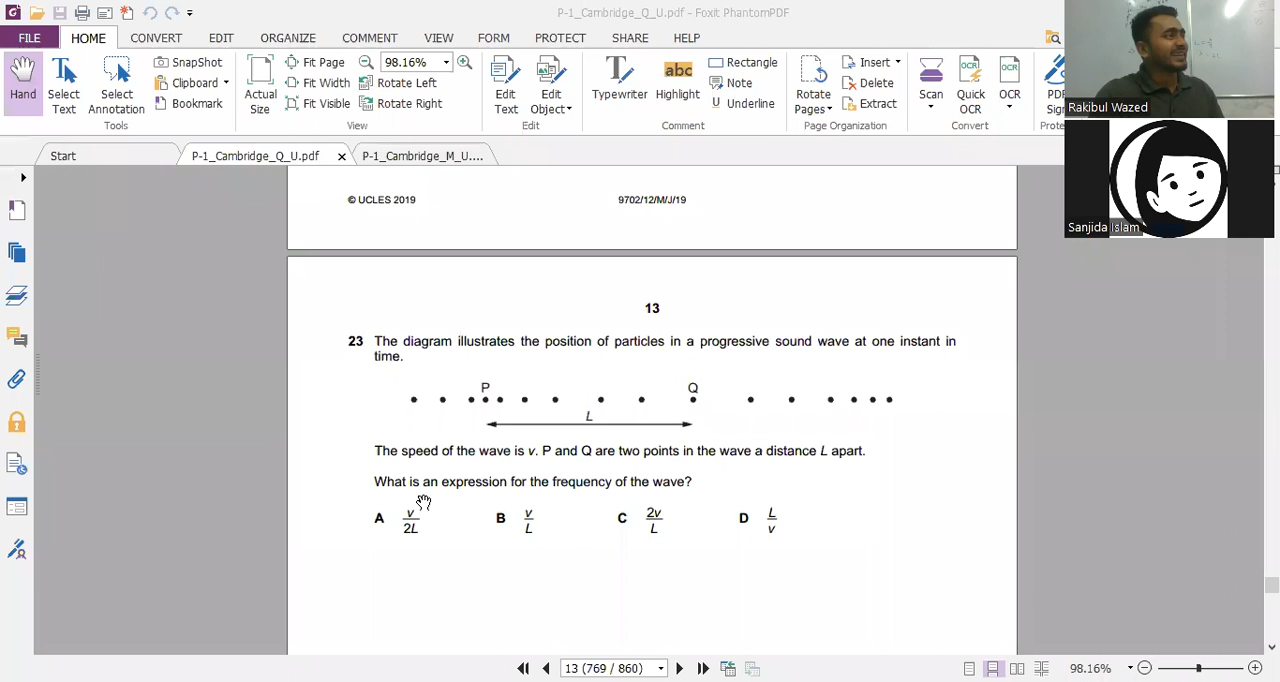 P-1_Cambridge_Q_U.pdf - Foxit PhantomPDF
FILE
HOME
CONVERT
EDIT
ORGANIZE
COMMENT
VIEW
FORM
PROTECT
SHARE
HELP
Hand
Select Text
Select Annotation
SnapShot
Clipboard
Bookmark
Tools
Actual Size
Fit Page
Fit Width
Fit Visible
98.16%
Rotate Left
Rotate Right
View
Edit Text
Edit Object
Edit
Typewriter
Highlight
Rectangle
Note
Underline
Comment
Rotate Pages
Insert
Delete
Extract
Page Organization
Scan
Quick OCR
OCR
Convert
PDF
Sign
Prote
Rakibul Wazed
Sanjida Islam
Start
P-1_Cambridge_Q_U.pdf
P-1_Cambridge_M_U....
© UCLES 2019
9702/12/M/J/19
13
23 The diagram illustrates the position of particles in a progressive sound wave at one instant in
time.
P
Q
L
The speed of the wave is v. P and Q are two points in the wave a distance L apart.
What is an expression for the frequency of the wave?
A v/2L B v/L C 2v/L D L/v
13 (769 / 860)
98.16%